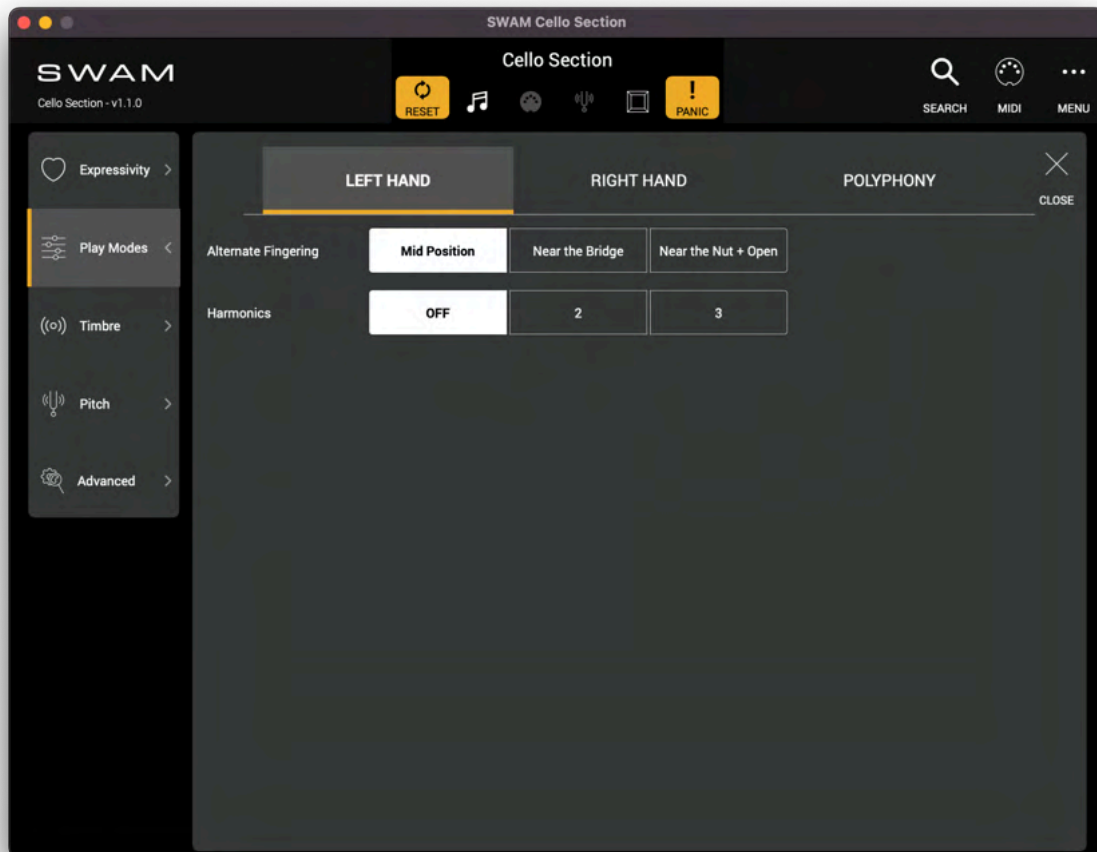 SWAM Cello Section
SWAM
Cello Section - v1.1.0
Cello Section
RESET
!
PANIC
SEARCH
MIDI
MENU
Expressivity
Play Modes
Timbre
Pitch
Advanced
LEFT HAND
RIGHT HAND
POLYPHONY
CLOSE
Alternate Fingering
Mid Position
Near the Bridge
Near the Nut + Open
Harmonics
OFF
2
3